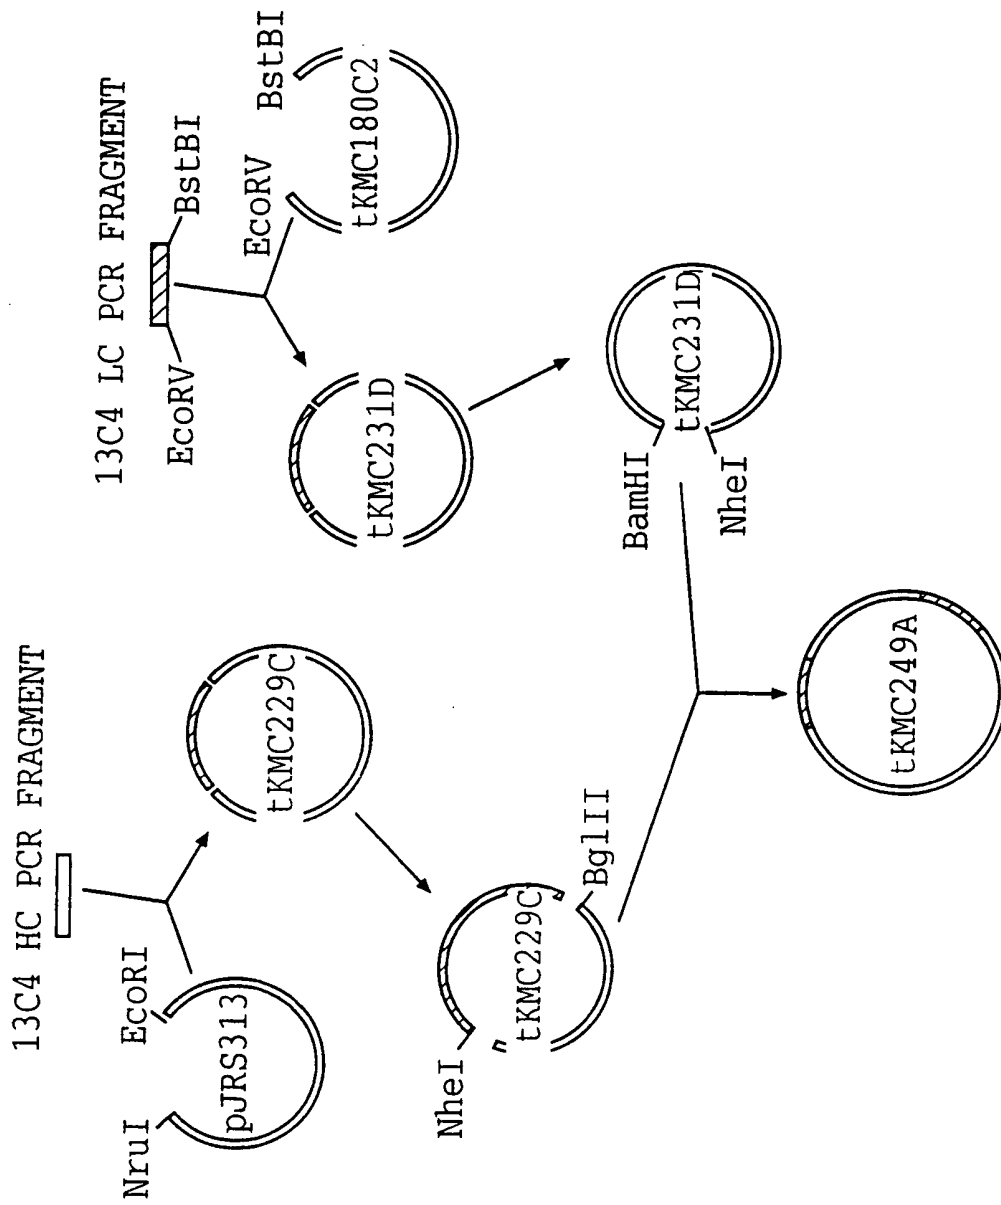 13C4 HC PCR FRAGMENT
NruI
EcoRI
pJRS313
tKMC229C
NheI
tKMC229C
BglII
13C4 LC PCR FRAGMENT
EcoRV
BstBI
EcoRV
BstBI
tKMC180C2
tKMC231D
BamHI
tKMC231D
NheI
tKMC249A